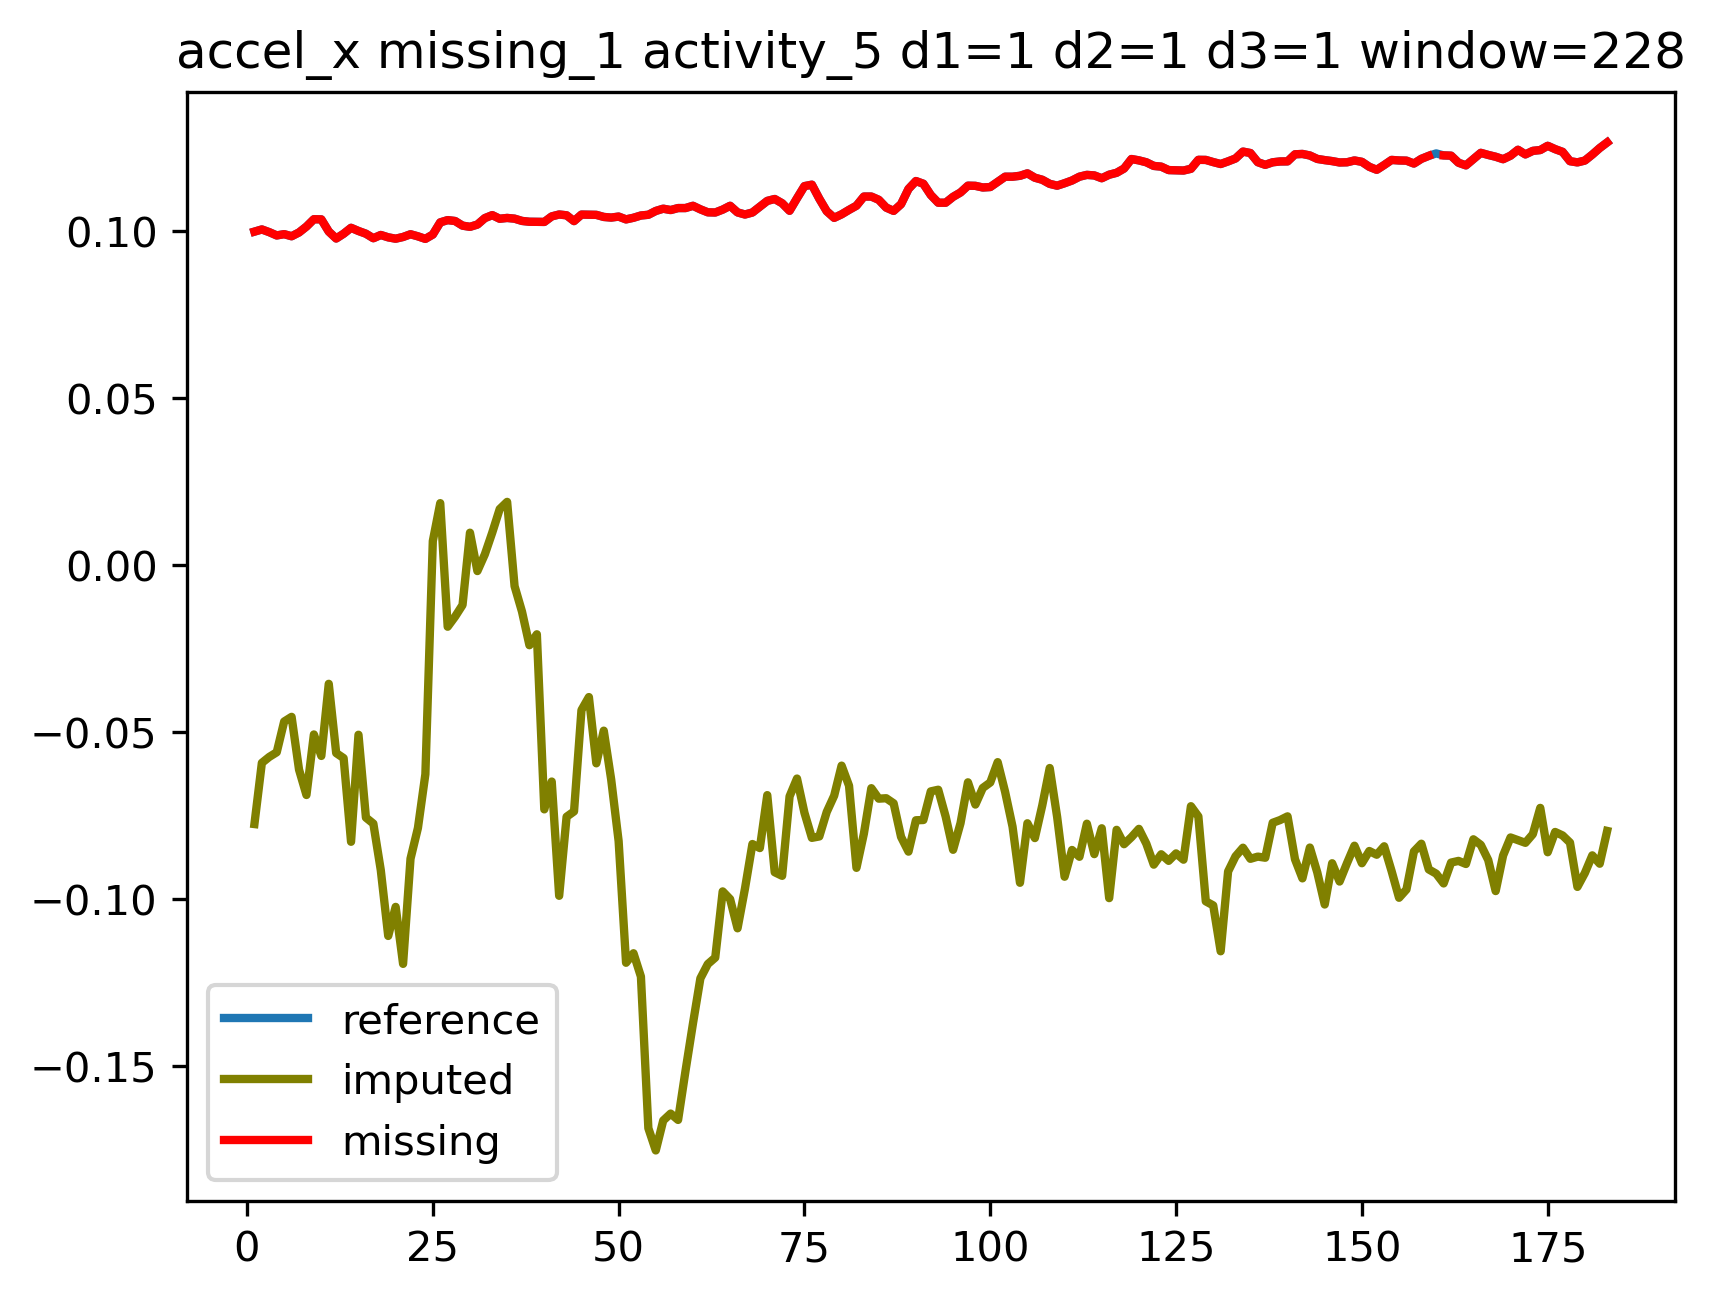 accel_x missing_1 activity_5 d1=1 d2=1 d3=1 window=228
0.10
0.05
0.00
−0.05
−0.10
−0.15
reference
imputed
missing
0 25 50 75 100 125 150 175